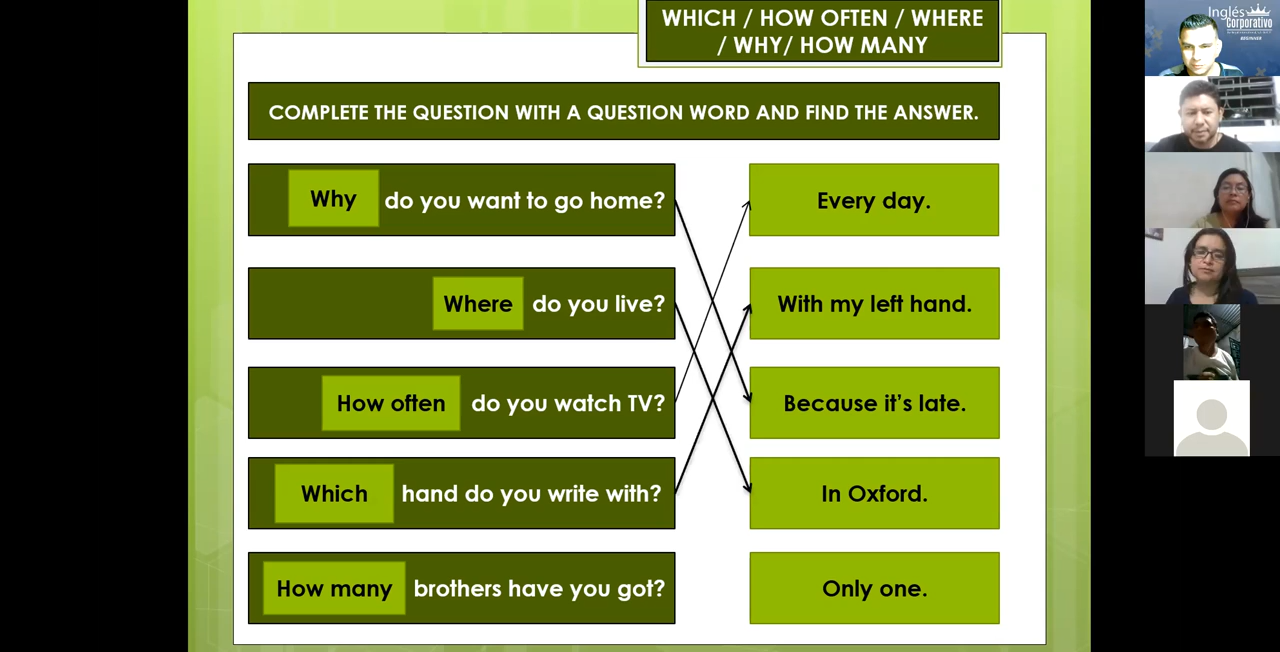 WHICH / HOW OFTEN / WHERE
/ WHY/ HOW MANY
COMPLETE THE QUESTION WITH A QUESTION WORD AND FIND THE ANSWER.
Why do you want to go home?
Every day.
Where do you live?
With my left hand.
How often do you watch TV?
Because it's late.
Which hand do you write with?
In Oxford.
How many brothers have you got?
Only one.
Inglés
Corporativo
BEGINNER